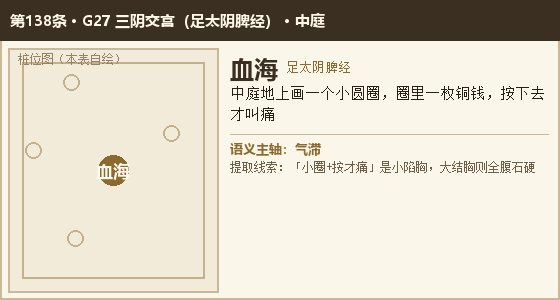 第138条・G27 三阴交宫（足太阴脾经）・中庭
桩位图（本表自绘）
血海
血海 足太阴脾经
中庭地上画一个小圆圈，圈里一枚铜钱，按下去
才叫痛
语义主轴：气滞
提取线索：「小圈+按才痛」是小陷胸，大结胸则全腹石硬